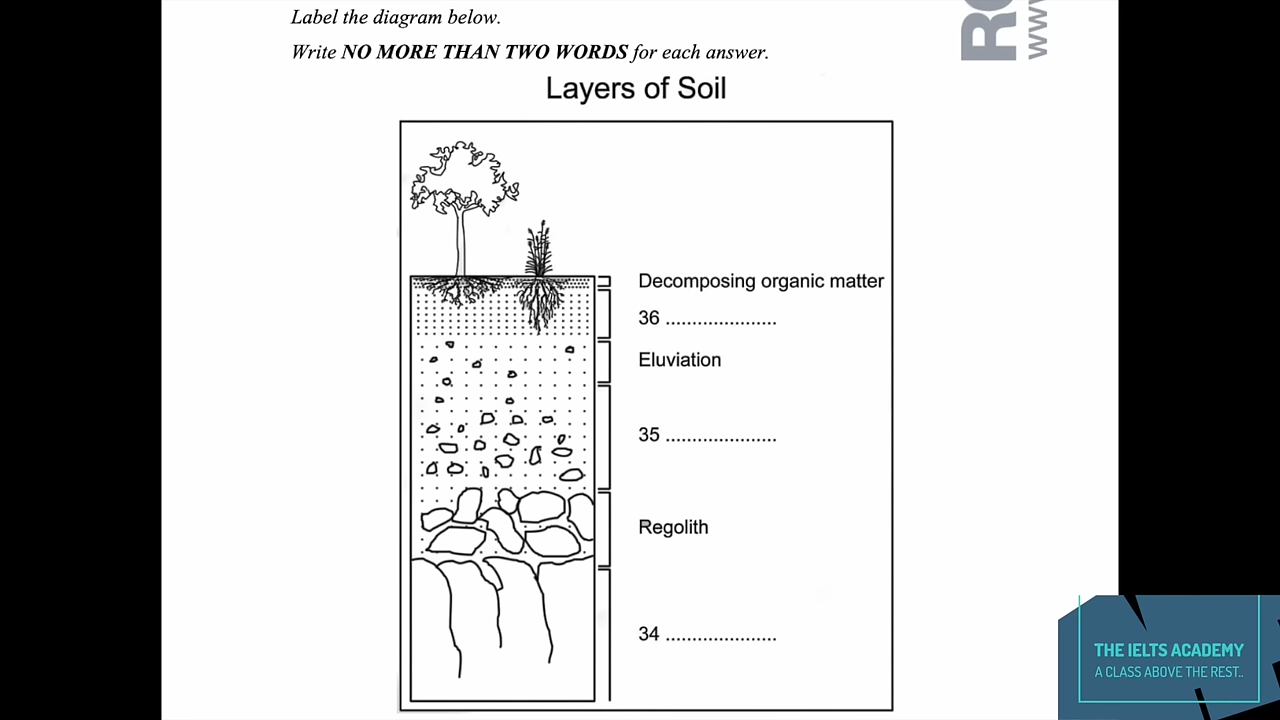 Label the diagram below.
Write NO MORE THAN TWO WORDS for each answer.
Layers of Soil
Decomposing organic matter
36 .....................
Eluviation
35 .....................
Regolith
34 .....................
THE IELTS ACADEMY
A CLASS ABOVE THE REST..